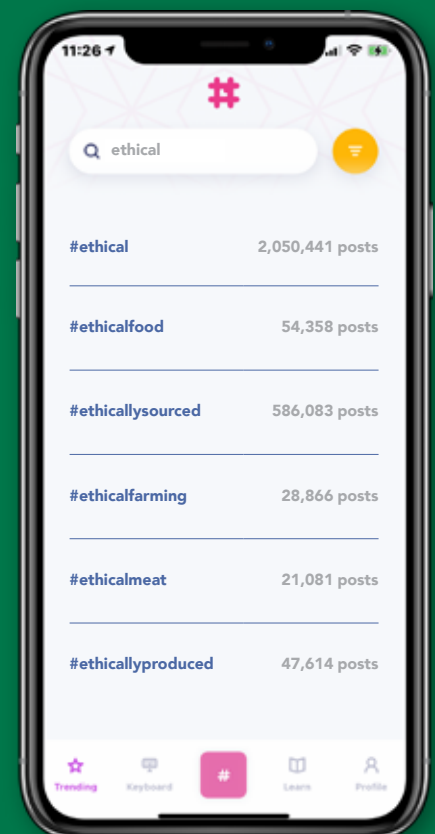 11:26
#
ethical
#ethical 2,050,441 posts
#ethicalfood 54,358 posts
#ethicallysourced 586,083 posts
#ethicalfarming 28,866 posts
#ethicalmeat 21,081 posts
#ethicallyproduced 47,614 posts
#
Trending Keyboard Learn Profile